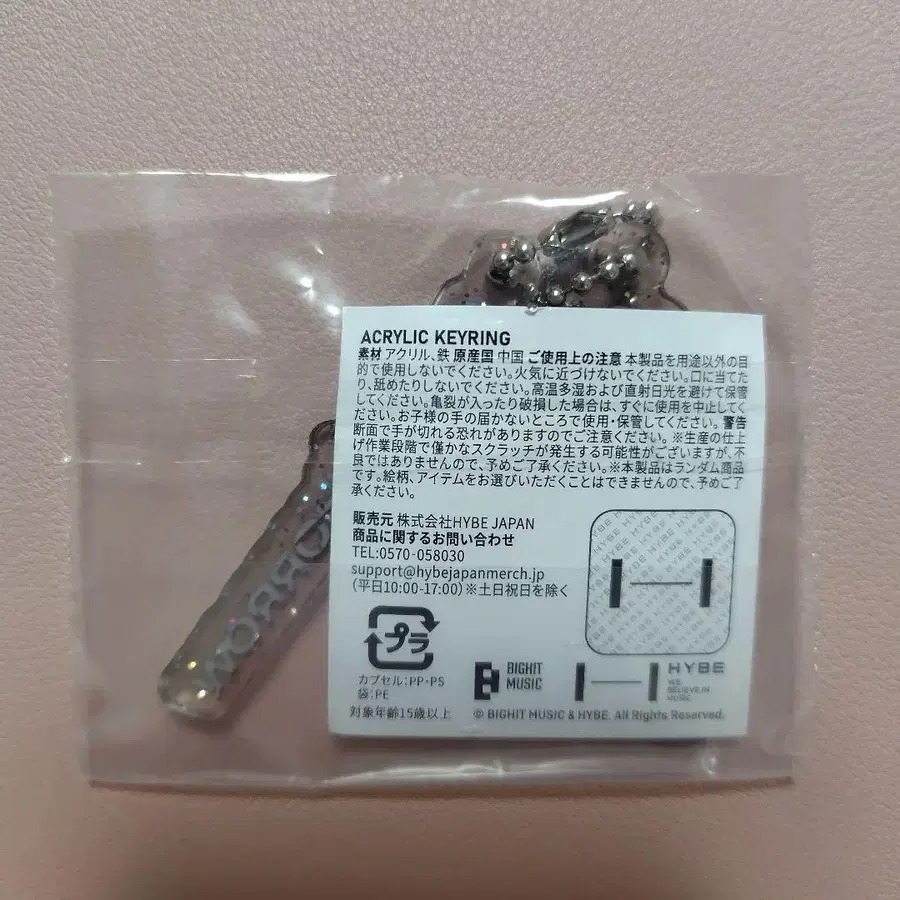 ACRYLIC KEYRING
素材 アクリル、鉄 原産国 中国 ご使用上の注意 本製品を用途以外の目
的で使用しないでください。火気に近づけないでください。口に当てた
り、舐めたりしないでください。高温多湿および直射日光を避けて保管
してください。亀裂が入ったり破損した場合は、すぐに使用を中止してく
ださい。お子様の手の届かないところで使用・保管してください。警告
断面で手が切れる恐れがありますのでご注意ください。※生産の仕上
げ作業段階で僅かなスクラッチが発生する可能性がございますが、不
良ではありませんので、予めご了承ください。※本製品はランダム商品
です。絵柄、アイテムをお選びいただくことはできませんので、予めご了
承ください。
販売元 株式会社HYBE JAPAN
商品に関するお問い合わせ
TEL:0570-058030
support@hybejapanmerch.jp
(平日10:00-17:00)※土日祝日を除く
プラ
カプセル:PP・PS
袋:PE
対象年齢15歳以上
BIGHIT
MUSIC
HYBE
WE
BELIEVE IN
MUSIC
© BIGHIT MUSIC & HYBE. All Rights Reserved.